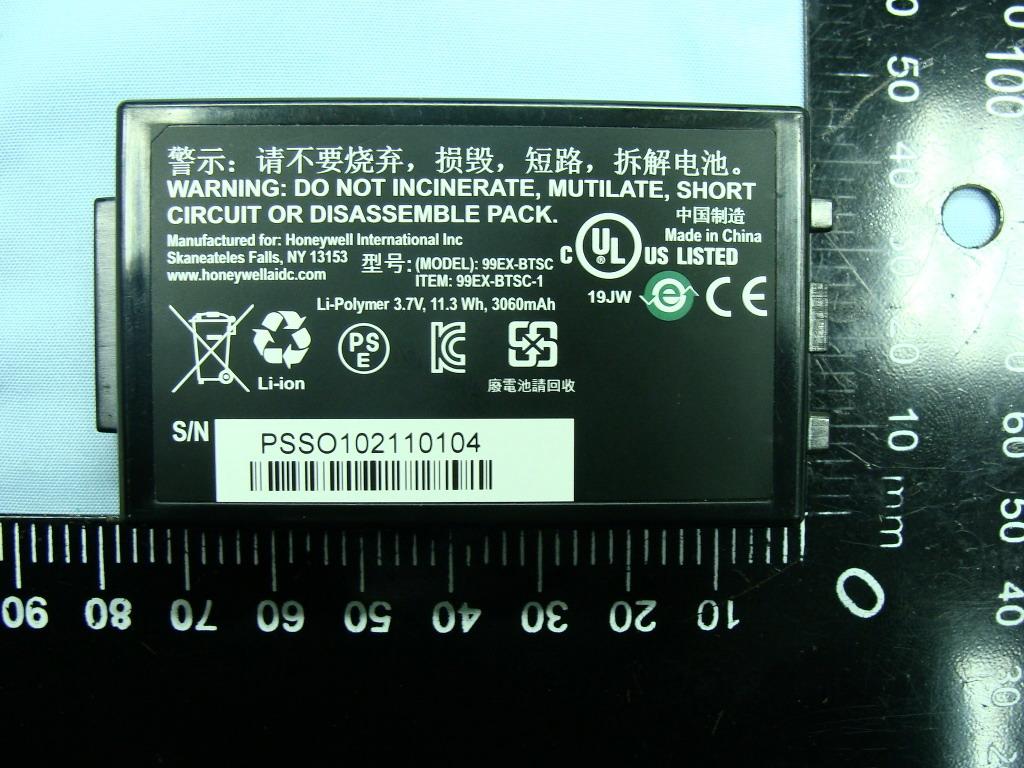 警示：请不要烧弃，损毁，短路，拆解电池。
WARNING: DO NOT INCINERATE, MUTILATE, SHORT
CIRCUIT OR DISASSEMBLE PACK.
Manufactured for: Honeywell International Inc
Skaneateles Falls, NY 13153
www.honeywellaidc.com
型号: (MODEL): 99EX-BTSC
ITEM: 99EX-BTSC-1
中国制造
Made in China
C UL US LISTED
19JW e CE
Li-Polymer 3.7V, 11.3 Wh, 3060mAh
Li-ion
PS
E
廢電池請回收
S/N
PSSO102110104
90 80 70 60 50 40 30 20 10
0
10 mm
20
30
40
50
100
60
50
40
30